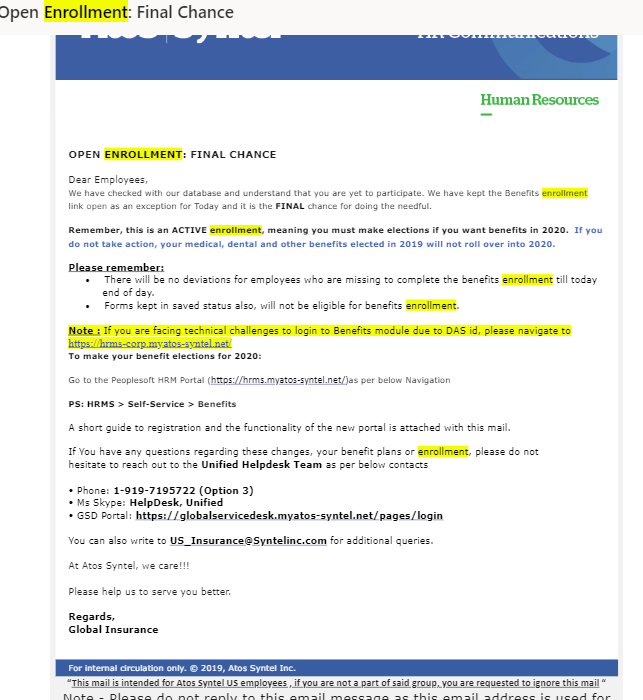 Open Enrollment: Final Chance
Human Resources
OPEN ENROLLMENT: FINAL CHANCE
Dear Employees,
We have checked with our database and understand that you are yet to participate. We have kept the Benefits enrollment
link open as an exception for Today and it is the FINAL chance for doing the needful.
Remember, this is an ACTIVE enrollment, meaning you must make elections if you want benefits in 2020. If you
do not take action, your medical, dental and other benefits elected in 2019 will not roll over into 2020.
Please remember:
• There will be no deviations for employees who are missing to complete the benefits enrollment till today
end of day.
• Forms kept in saved status also, will not be eligible for benefits enrollment.
Note : If you are facing technical challenges to login to Benefits module due to DAS id, please navigate to
https://hrms-corp.myatos-syntel.net/
To make your benefit elections for 2020:
Go to the Peoplesoft HRM Portal (https://hrms.myatos-syntel.net/)as per below Navigation
PS: HRMS > Self-Service > Benefits
A short guide to registration and the functionality of the new portal is attached with this mail.
If You have any questions regarding these changes, your benefit plans or enrollment, please do not
hesitate to reach out to the Unified Helpdesk Team as per below contacts
• Phone: 1-919-7195722 (Option 3)
• Ms Skype: HelpDesk, Unified
• GSD Portal: https://globalservicedesk.myatos-syntel.net/pages/login
You can also write to US_Insurance@Syntelinc.com for additional queries.
At Atos Syntel, we care!!!
Please help us to serve you better.
Regards,
Global Insurance
For internal circulation only. © 2019, Atos Syntel Inc.
"This mail is intended for Atos Syntel US employees , if you are not a part of said group, you are requested to ignore this mail "
Note - Please do not reply to this email message as this email address is used for